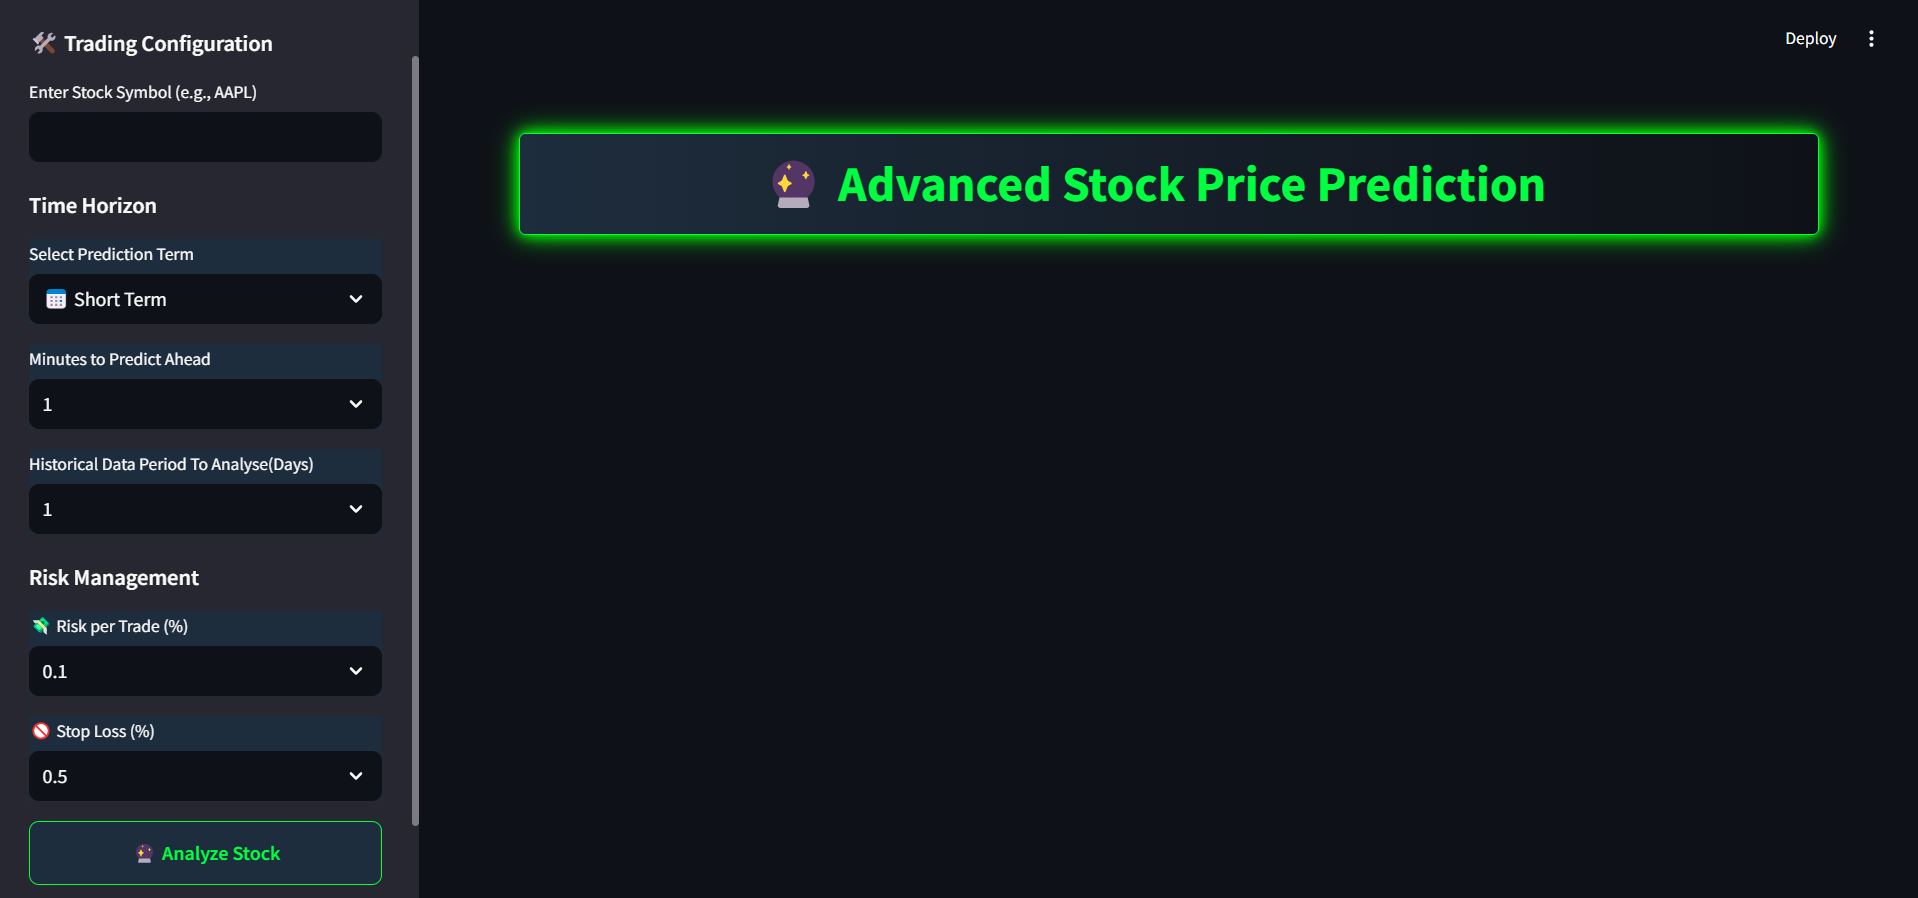 Trading Configuration
Deploy
Enter Stock Symbol (e.g., AAPL)
Advanced Stock Price Prediction
Time Horizon
Select Prediction Term
Short Term
Minutes to Predict Ahead
1
Historical Data Period To Analyse(Days)
1
Risk Management
Risk per Trade (%)
0.1
Stop Loss (%)
0.5
Analyze Stock